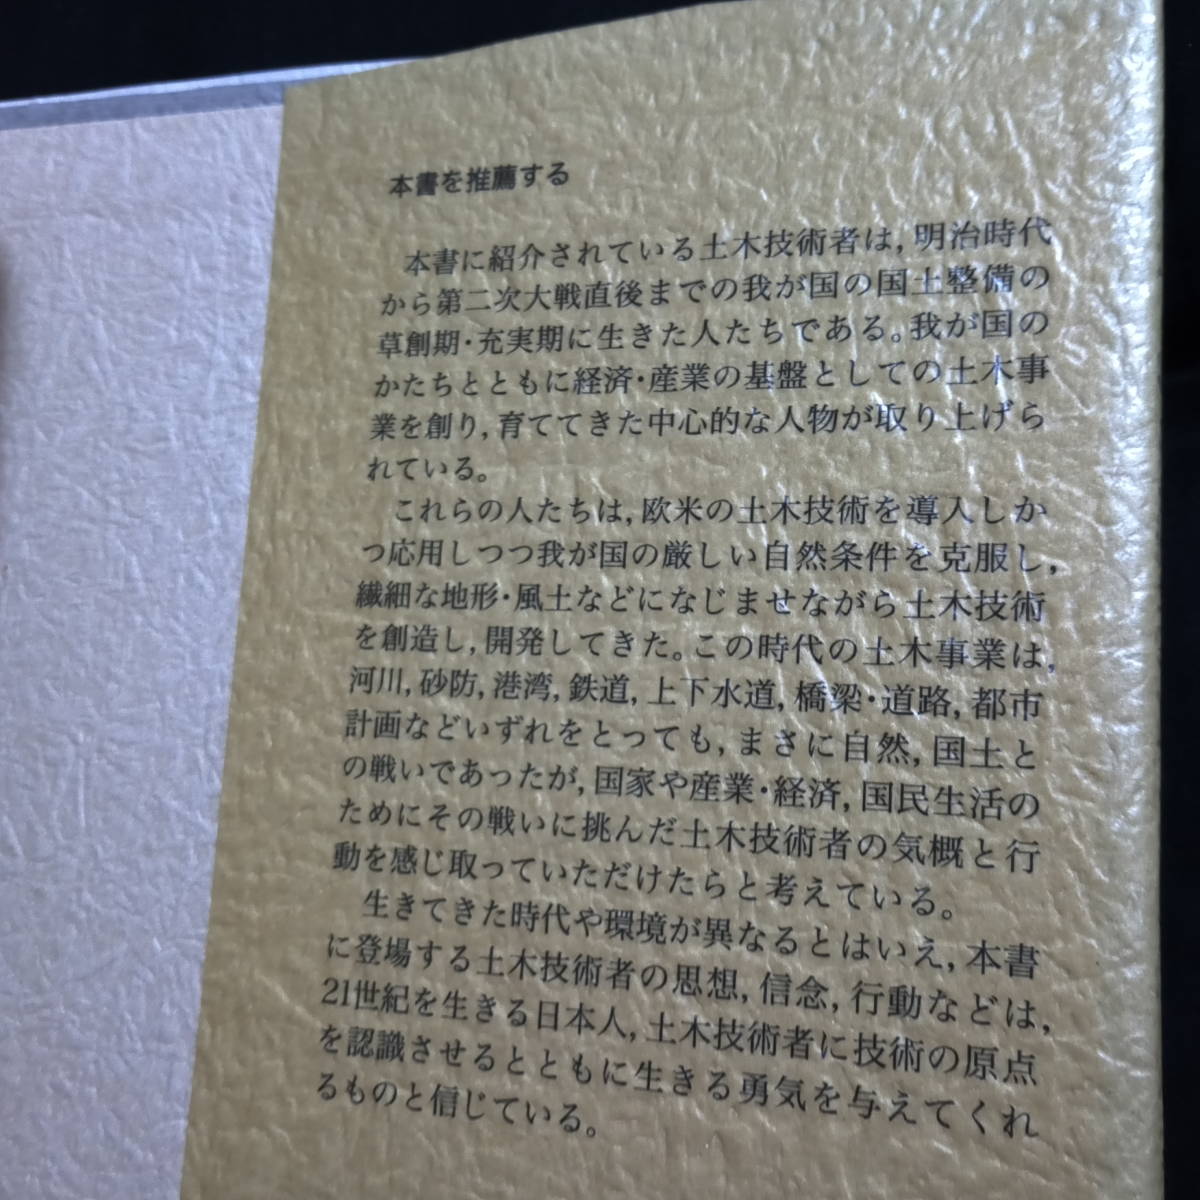 本書を推薦する
本書に紹介されている土木技術者は,明治時代
から第二次大戦直後までの我が国の国土整備の
草創期・充実期に生きた人たちである。我が国の
かたちとともに経済・産業の基盤としての土木事
業を創り,育ててきた中心的な人物が取り上げら
れている。
これらの人たちは,欧米の土木技術を導入しか
つ応用しつつ我が国の厳しい自然条件を克服し,
繊細な地形・風土などになじませながら土木技術
を創造し,開発してきた。この時代の土木事業は,
河川,砂防,港湾,鉄道,上下水道,橋梁・道路,都市
計画などいずれをとっても,まさに自然,国土と
の戦いであったが,国家や産業・経済,国民生活の
ためにその戦いに挑んだ土木技術者の気概と行
動を感じ取っていただけたらと考えている。
生きてきた時代や環境が異なるとはいえ,本書
に登場する土木技術者の思想,信念,行動などは,
21世紀を生きる日本人,土木技術者に技術の原点
を認識させるとともに生きる勇気を与えてくれ
るものと信じている。